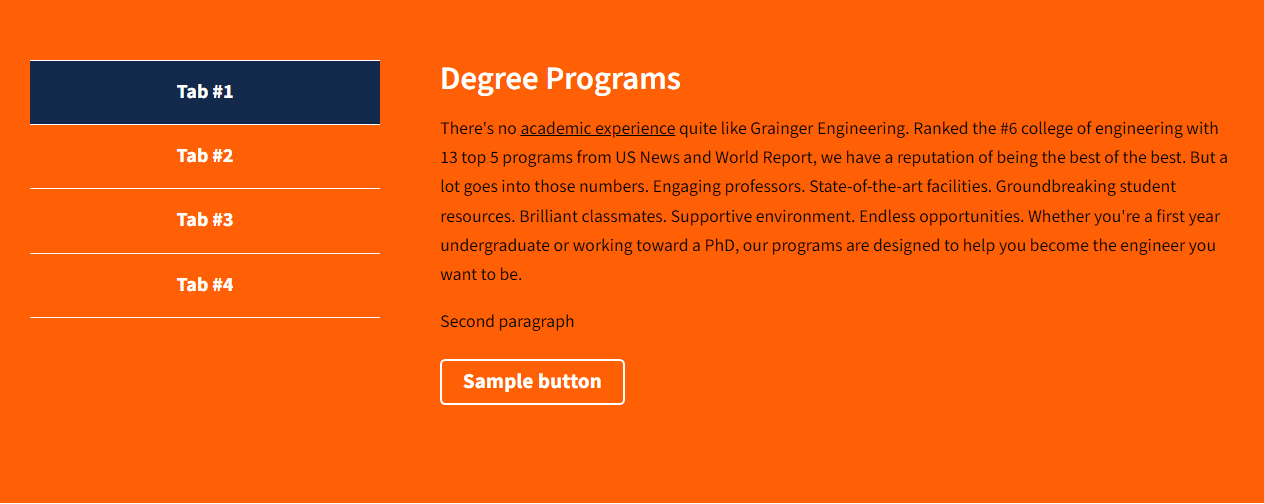 Tab #1
Tab #2
Tab #3
Tab #4
Degree Programs
There's no academic experience quite like Grainger Engineering. Ranked the #6 college of engineering with
13 top 5 programs from US News and World Report, we have a reputation of being the best of the best. But a
lot goes into those numbers. Engaging professors. State-of-the-art facilities. Groundbreaking student
resources. Brilliant classmates. Supportive environment. Endless opportunities. Whether you're a first year
undergraduate or working toward a PhD, our programs are designed to help you become the engineer you
want to be.
Second paragraph
Sample button